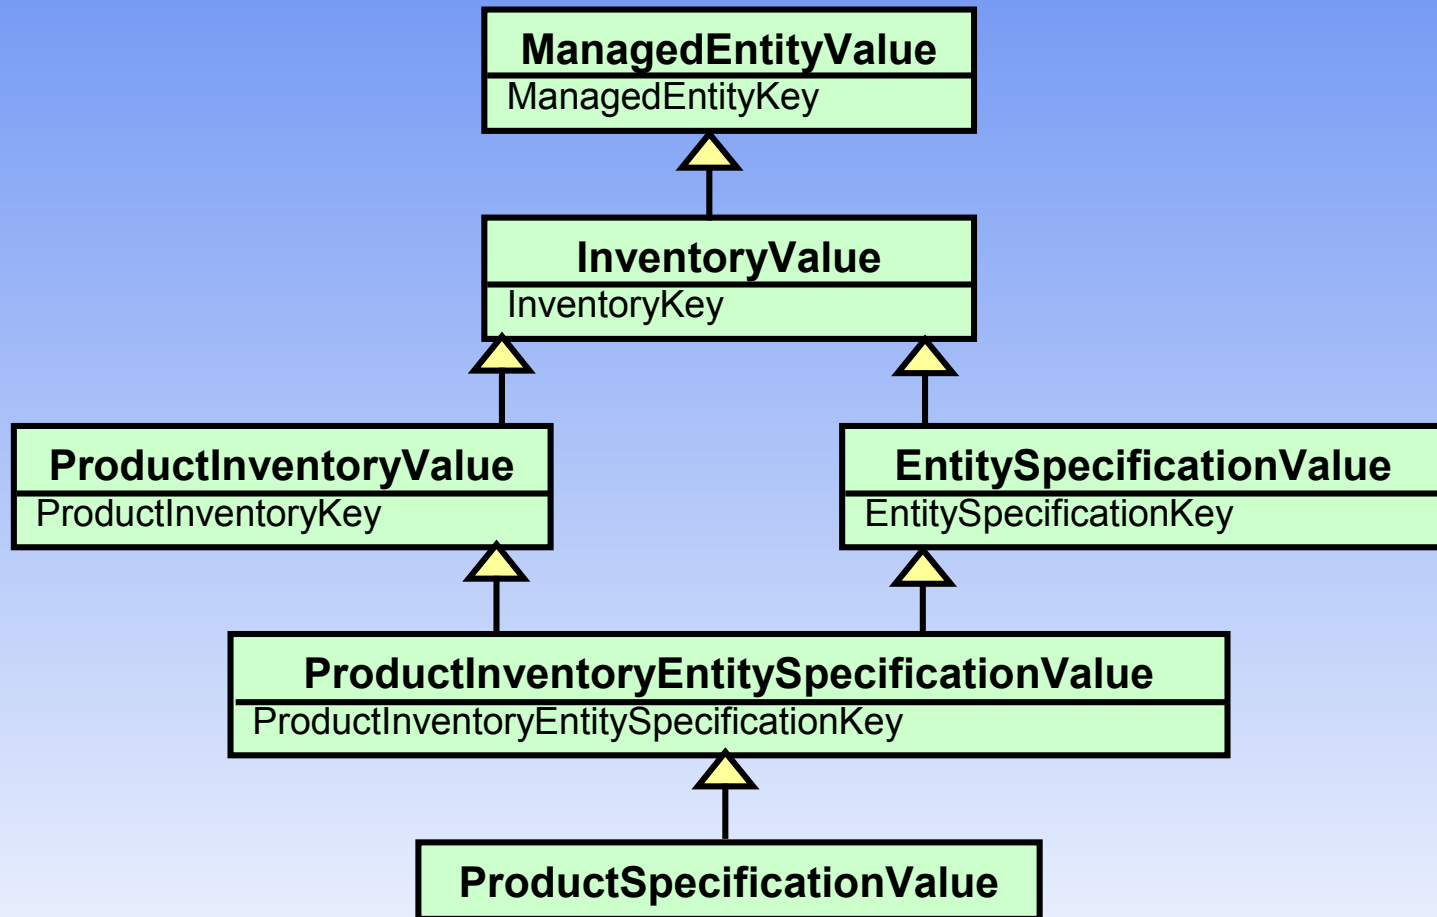 ManagedEntityValue
ManagedEntityKey
InventoryValue
InventoryKey
ProductInventoryValue
ProductInventoryKey
EntitySpecificationValue
EntitySpecificationKey
ProductInventoryEntitySpecificationValue
ProductInventoryEntitySpecificationKey
ProductSpecificationValue